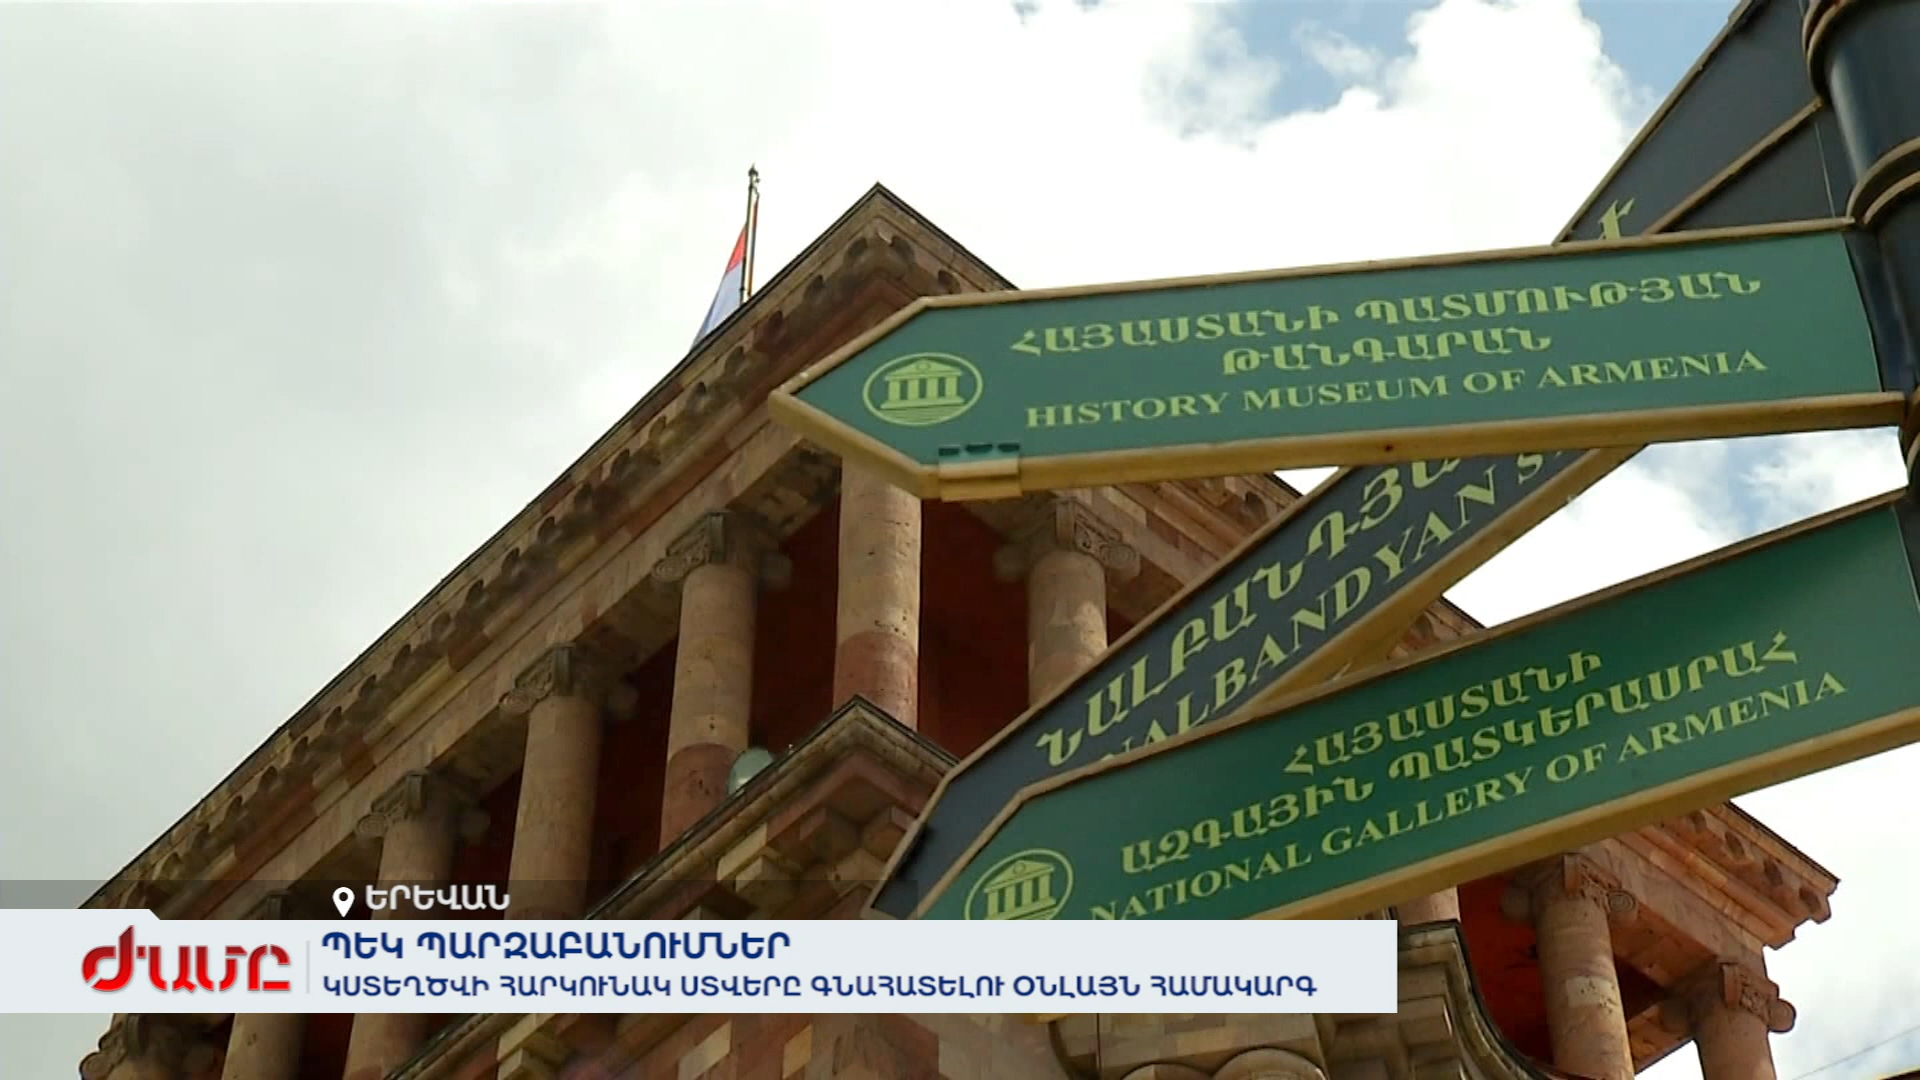 ՀԱՅԱՍՏԱՆԻ ՊԱՏՄՈՒԹՅԱՆ
ԹԱՆԳԱՐԱՆ
HISTORY MUSEUM OF ARMENIA
ՆԱԼԲԱՆԴՅԱ
NALBANDYAN S
ՀԱՅԱՍՏԱՆԻ
ԱԶԳԱՅԻՆ ՊԱՏԿԵՐԱՍՐԱՀ
NATIONAL GALLERY OF ARMENIA
ԵՐԵՎԱՆ
ԺԱՄԸ
ՊԵԿ ՊԱՐԶԱԲԱՆՈՒՄՆԵՐ
ԿՍՏԵՂԾՎԻ ՀԱՐԿՈՒՆԱԿ ՍՏՎԵՐԸ ԳՆԱՀԱՏԵԼՈՒ ՕՆԼԱՅՆ ՀԱՄԱԿԱՐԳ